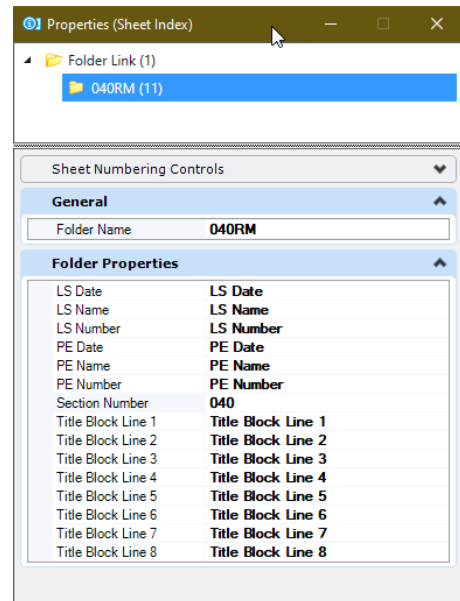 Properties (Sheet Index)
Folder Link (1)
040RM (11)
Sheet Numbering Controls
General
Folder Name 040RM
Folder Properties
LS Date LS Date
LS Name LS Name
LS Number LS Number
PE Date PE Date
PE Name PE Name
PE Number PE Number
Section Number 040
Title Block Line 1 Title Block Line 1
Title Block Line 2 Title Block Line 2
Title Block Line 3 Title Block Line 3
Title Block Line 4 Title Block Line 4
Title Block Line 5 Title Block Line 5
Title Block Line 6 Title Block Line 6
Title Block Line 7 Title Block Line 7
Title Block Line 8 Title Block Line 8